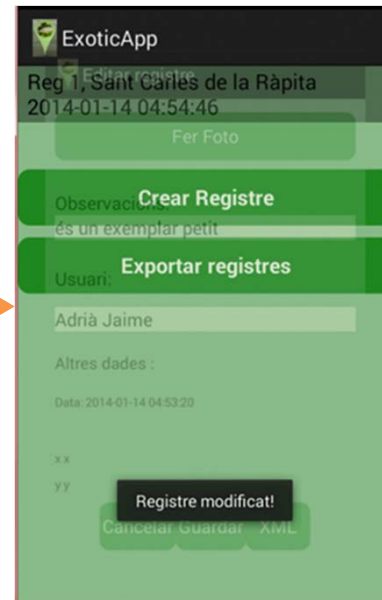 ExoticApp
Editar registre
Reg 1, Sant Carles de la Ràpita
2014-01-14 04:54:46
Fer Foto
Crear Registre
Observacions:
és un exemplar petit
Exportar registres
Usuari:
Adrià Jaime
Altres dades :
Data: 2014-01-14 04:53:20
x x
y y
Registre modificat!
Cancelar Guardar XML